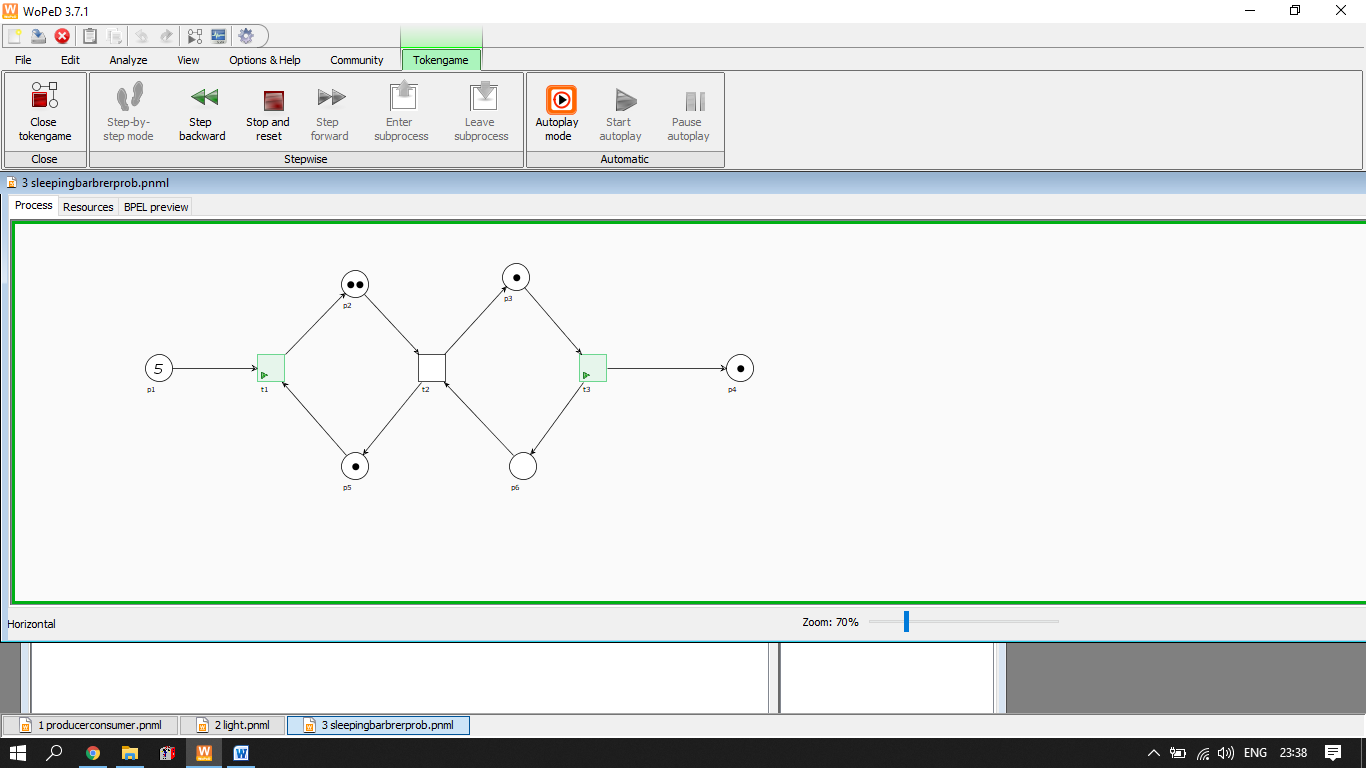 WoPeD 3.7.1
File Edit Analyze View Options & Help Community Tokengame
Close tokengame
Step-by-step mode
Step backward
Stop and reset
Step forward
Enter subprocess
Leave subprocess
Autoplay mode
Start autoplay
Pause autoplay
Close Stepwise Automatic
3 sleepingbarbrerprob.pnml
Process Resources BPEL preview
p2
p3
5
p1
t1
t2
t3
p4
p5
p6
Horizontal
Zoom: 70%
1 producerconsumer.pnml 2 light.pnml 3 sleepingbarbrerprob.pnml
ENG 23:38